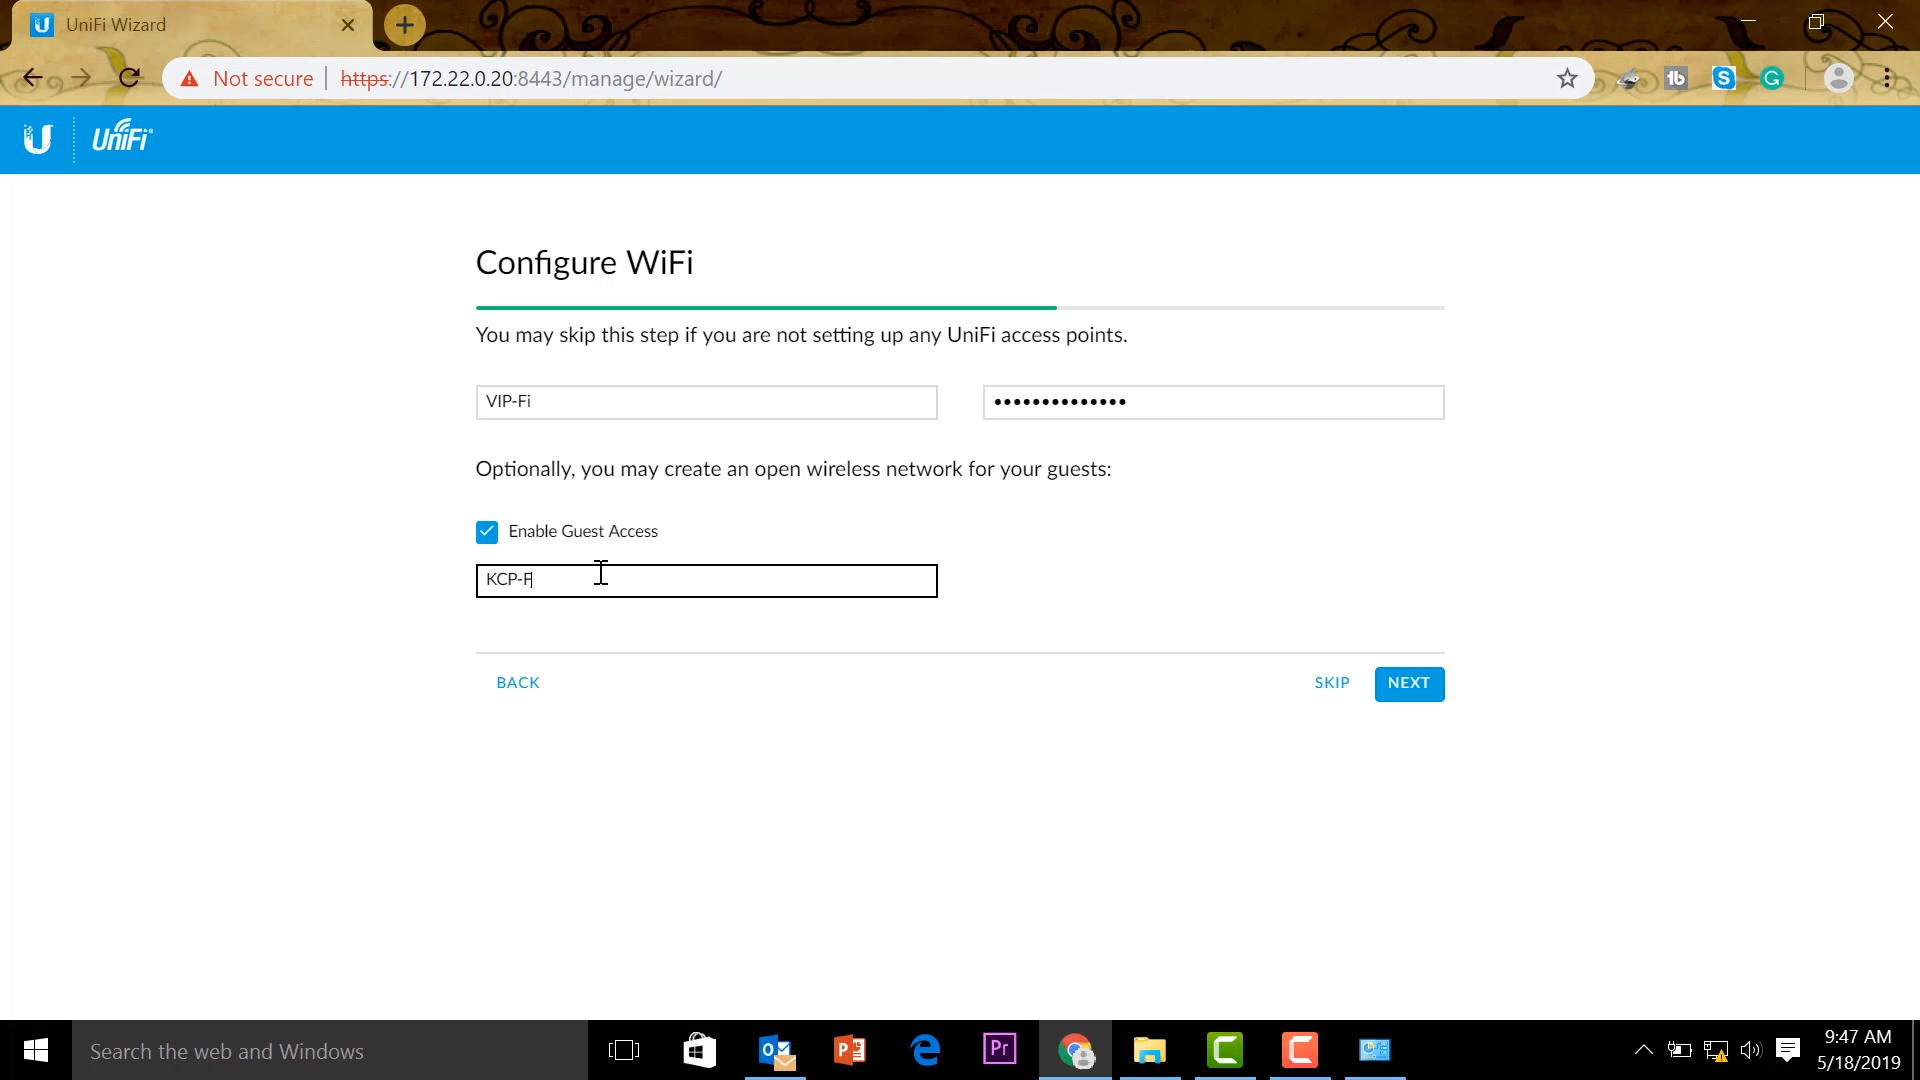 UniFi Wizard
Not secure https://172.22.0.20:8443/manage/wizard/
UniFi
Configure WiFi
You may skip this step if you are not setting up any UniFi access points.
VIP-Fi ••••••••••••••
Optionally, you may create an open wireless network for your guests:
Enable Guest Access
KCP-F
BACK SKIP NEXT
Search the web and Windows
9:47 AM
5/18/2019